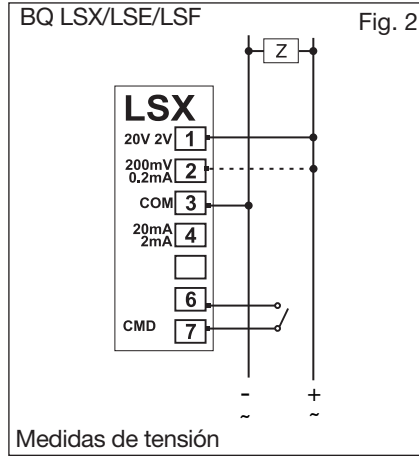 BQ LSX/LSE/LSF
Fig. 2
Z
LSX
20V 2V 1
200mV
0.2mA 2
COM 3
20mA
2mA 4
6
CMD 7
- +
~ ~
Medidas de tensión